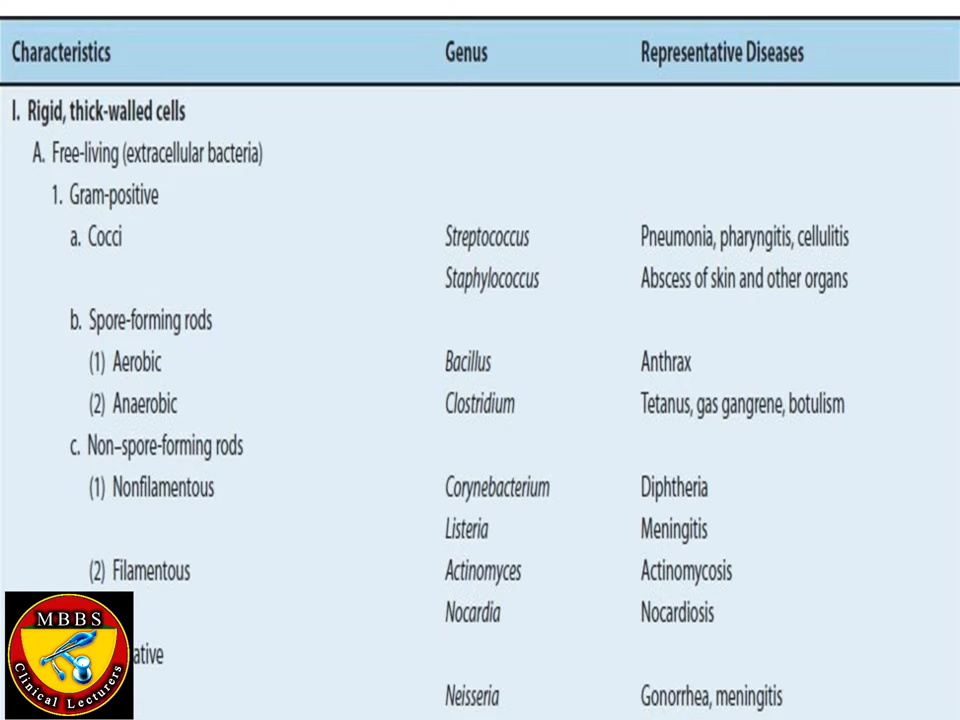 Characteristics Genus Representative Diseases
I. Rigid, thick-walled cells
A. Free-living (extracellular bacteria)
1. Gram-positive
a. Cocci Streptococcus Pneumonia, pharyngitis, cellulitis
Staphylococcus Abscess of skin and other organs
b. Spore-forming rods
(1) Aerobic Bacillus Anthrax
(2) Anaerobic Clostridium Tetanus, gas gangrene, botulism
c. Non–spore-forming rods
(1) Nonfilamentous Corynebacterium Diphtheria
Listeria Meningitis
(2) Filamentous Actinomyces Actinomycosis
Nocardia Nocardiosis
ative
Neisseria Gonorrhea, meningitis
MBBS
Clinical Lecturers